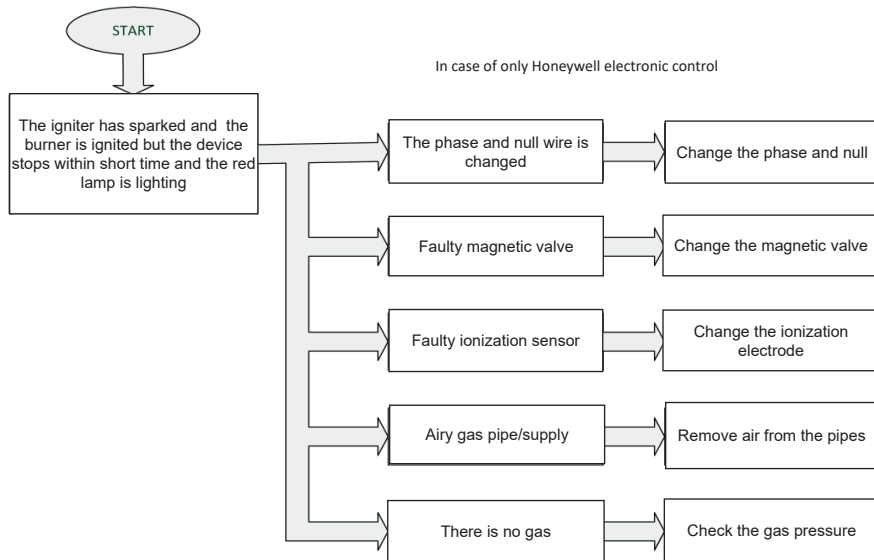 START
In case of only Honeywell electronic control
The igniter has sparked and the
burner is ignited but the device
stops within short time and the red
lamp is lighting
The phase and null wire is
changed
Change the phase and null
Faulty magnetic valve
Change the magnetic valve
Faulty ionization sensor
Change the ionization
electrode
Airy gas pipe/supply
Remove air from the pipes
There is no gas
Check the gas pressure